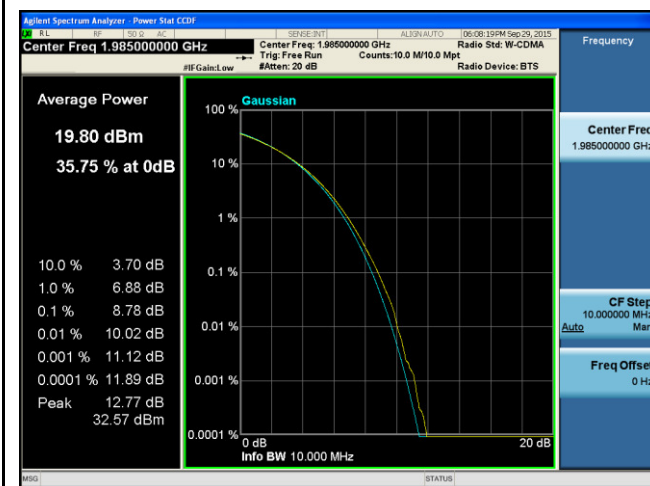 Agilent Spectrum Analyzer - Power Stat CCDF
RL RF 50 Ω AC SENSE:INT ALIGN AUTO 06:08:19PM Sep 29, 2015
Center Freq 1.985000000 GHz
Center Freq: 1.985000000 GHz Radio Std: W-CDMA
Trig: Free Run Counts:10.0 M/10.0 Mpt
#IFGain:Low #Atten: 20 dB Radio Device: BTS
Frequency
Average Power
19.80 dBm
35.75 % at 0dB
10.0 % 3.70 dB
1.0 % 6.88 dB
0.1 % 8.78 dB
0.01 % 10.02 dB
0.001 % 11.12 dB
0.0001 % 11.89 dB
Peak 12.77 dB
32.57 dBm
Gaussian
100 %
10 %
1 %
0.1 %
0.01 %
0.001 %
0.0001 %
0 dB 20 dB
Info BW 10.000 MHz
Center Freq
1.985000000 GHz
CF Step
10.000000 MHz
Auto Man
Freq Offset
0 Hz
MSG STATUS